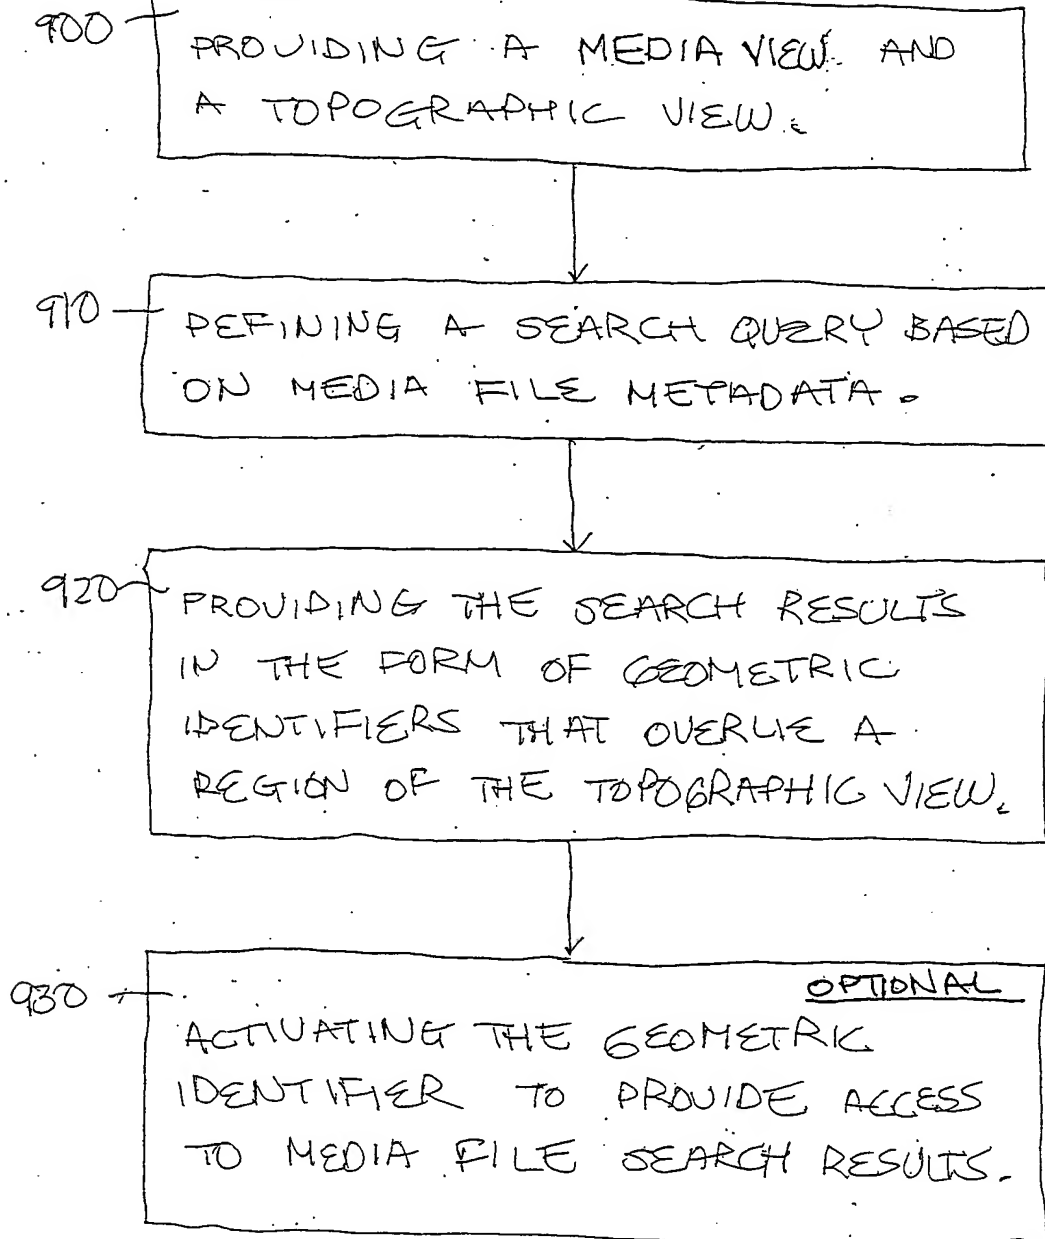 900
PROVIDING A MEDIA VIEW AND
A TOPOGRAPHIC VIEW.
910
DEFINING A SEARCH QUERY BASED
ON MEDIA FILE METADATA.
920
PROVIDING THE SEARCH RESULTS
IN THE FORM OF GEOMETRIC
IDENTIFIERS THAT OVERLIE A
REGION OF THE TOPOGRAPHIC VIEW.
930
OPTIONAL
ACTIVATING THE GEOMETRIC
IDENTIFIER TO PROVIDE ACCESS
TO MEDIA FILE SEARCH RESULTS.